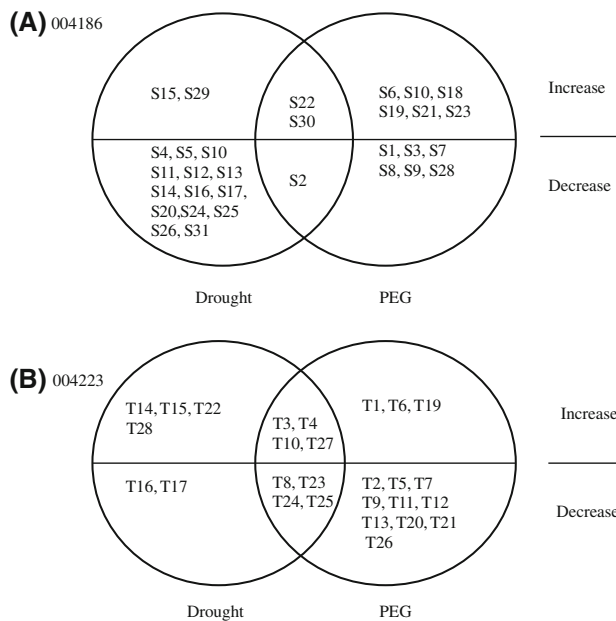 (A) 004186
S15, S29
S22
S30
S6, S10, S18
S19, S21, S23
Increase
S4, S5, S10
S11, S12, S13
S14, S16, S17,
S20,S24, S25
S26, S31
S2
S1, S3, S7
S8, S9, S28
Decrease
Drought
PEG
(B) 004223
T14, T15, T22
T28
T3, T4
T10, T27
T1, T6, T19
Increase
T16, T17
T8, T23
T24, T25
T2, T5, T7
T9, T11, T12
T13, T20, T21
T26
Decrease
Drought
PEG